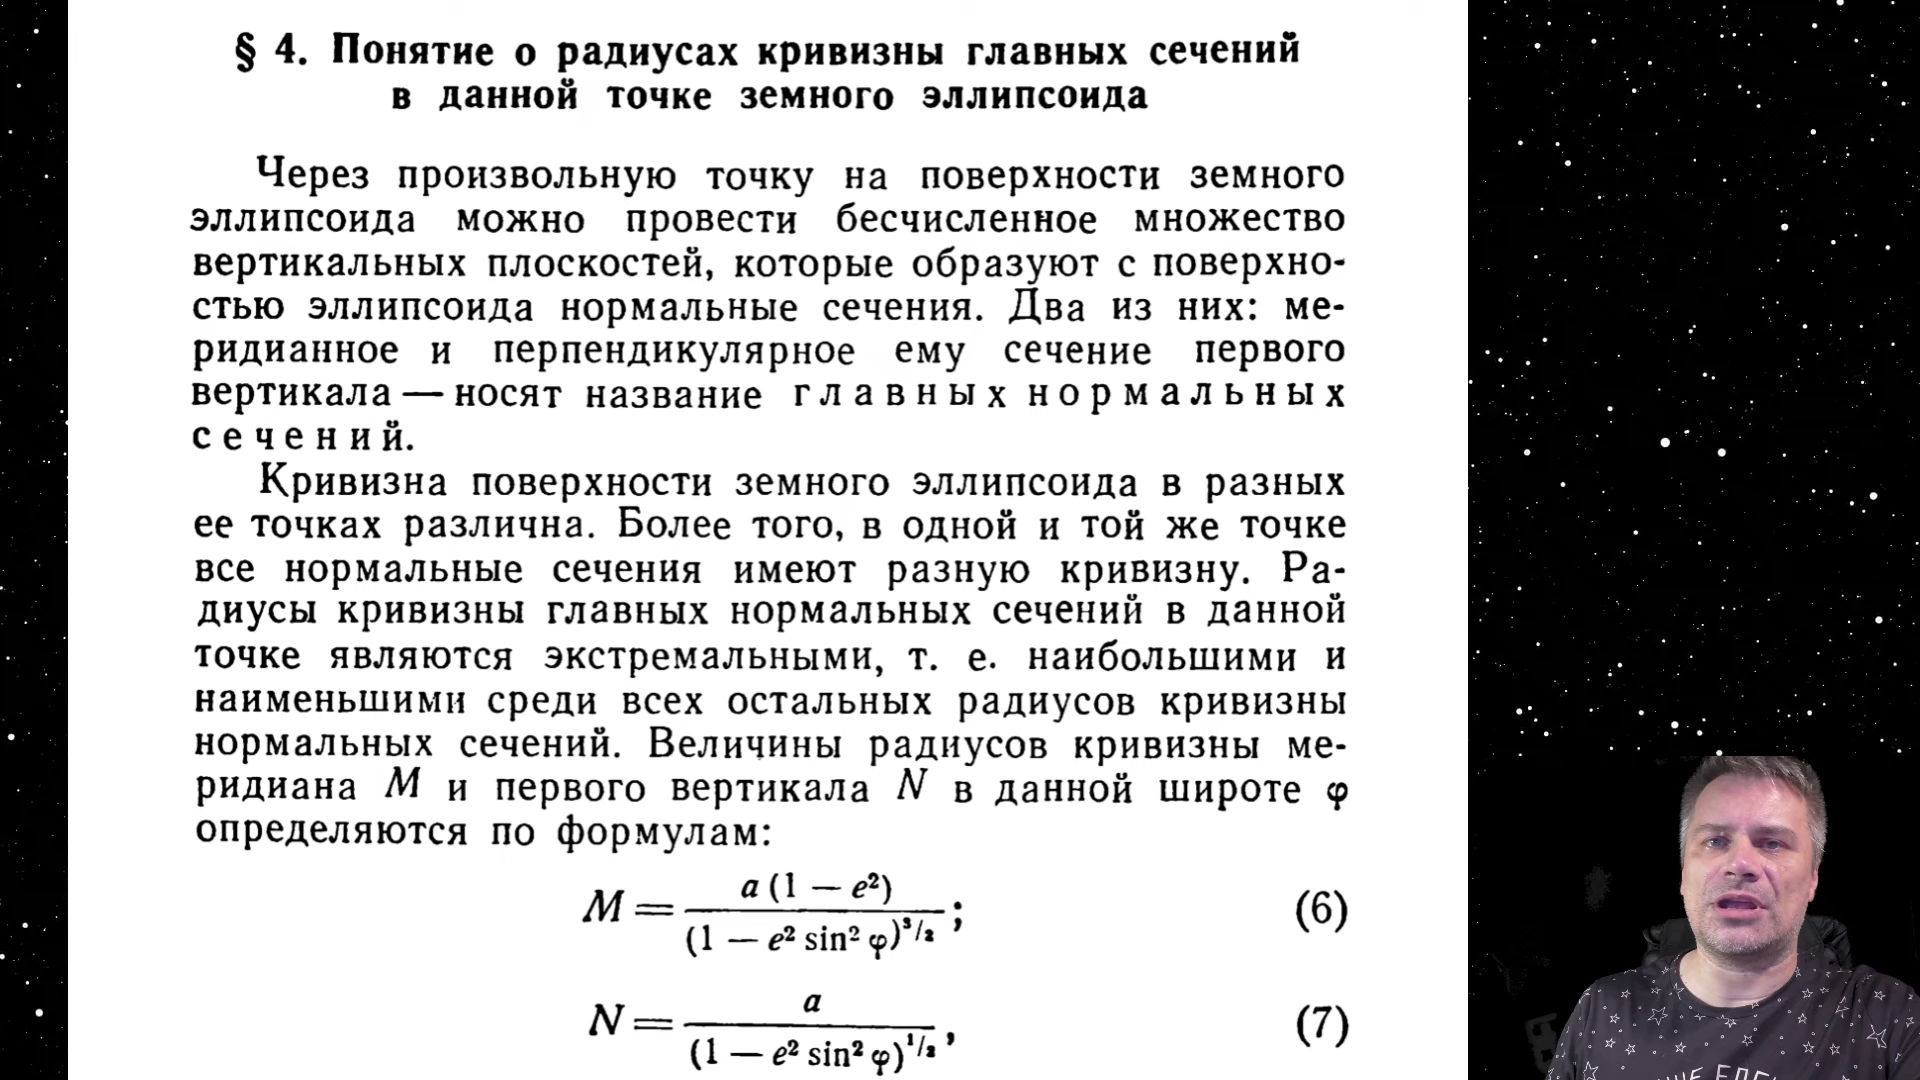 § 4. Понятие о радиусах кривизны главных сечений
в данной точке земного эллипсоида
Через произвольную точку на поверхности земного
эллипсоида можно провести бесчисленное множество
вертикальных плоскостей, которые образуют с поверхно-
стью эллипсоида нормальные сечения. Два из них: ме-
ридианное и перпендикулярное ему сечение первого
вертикала — носят название главных нормальных
сечений.
Кривизна поверхности земного эллипсоида в разных
ее точках различна. Более того, в одной и той же точке
все нормальные сечения имеют разную кривизну. Ра-
диусы кривизны главных нормальных сечений в данной
точке являются экстремальными, т. е. наибольшими и
наименьшими среди всех остальных радиусов кривизны
нормальных сечений. Величины радиусов кривизны ме-
ридиана M и первого вертикала N в данной широте φ
определяются по формулам:
M = a (1 — e²) / (1 — e² sin² φ)^3/2 ; (6)
N = a / (1 — e² sin² φ)^1/2 , (7)